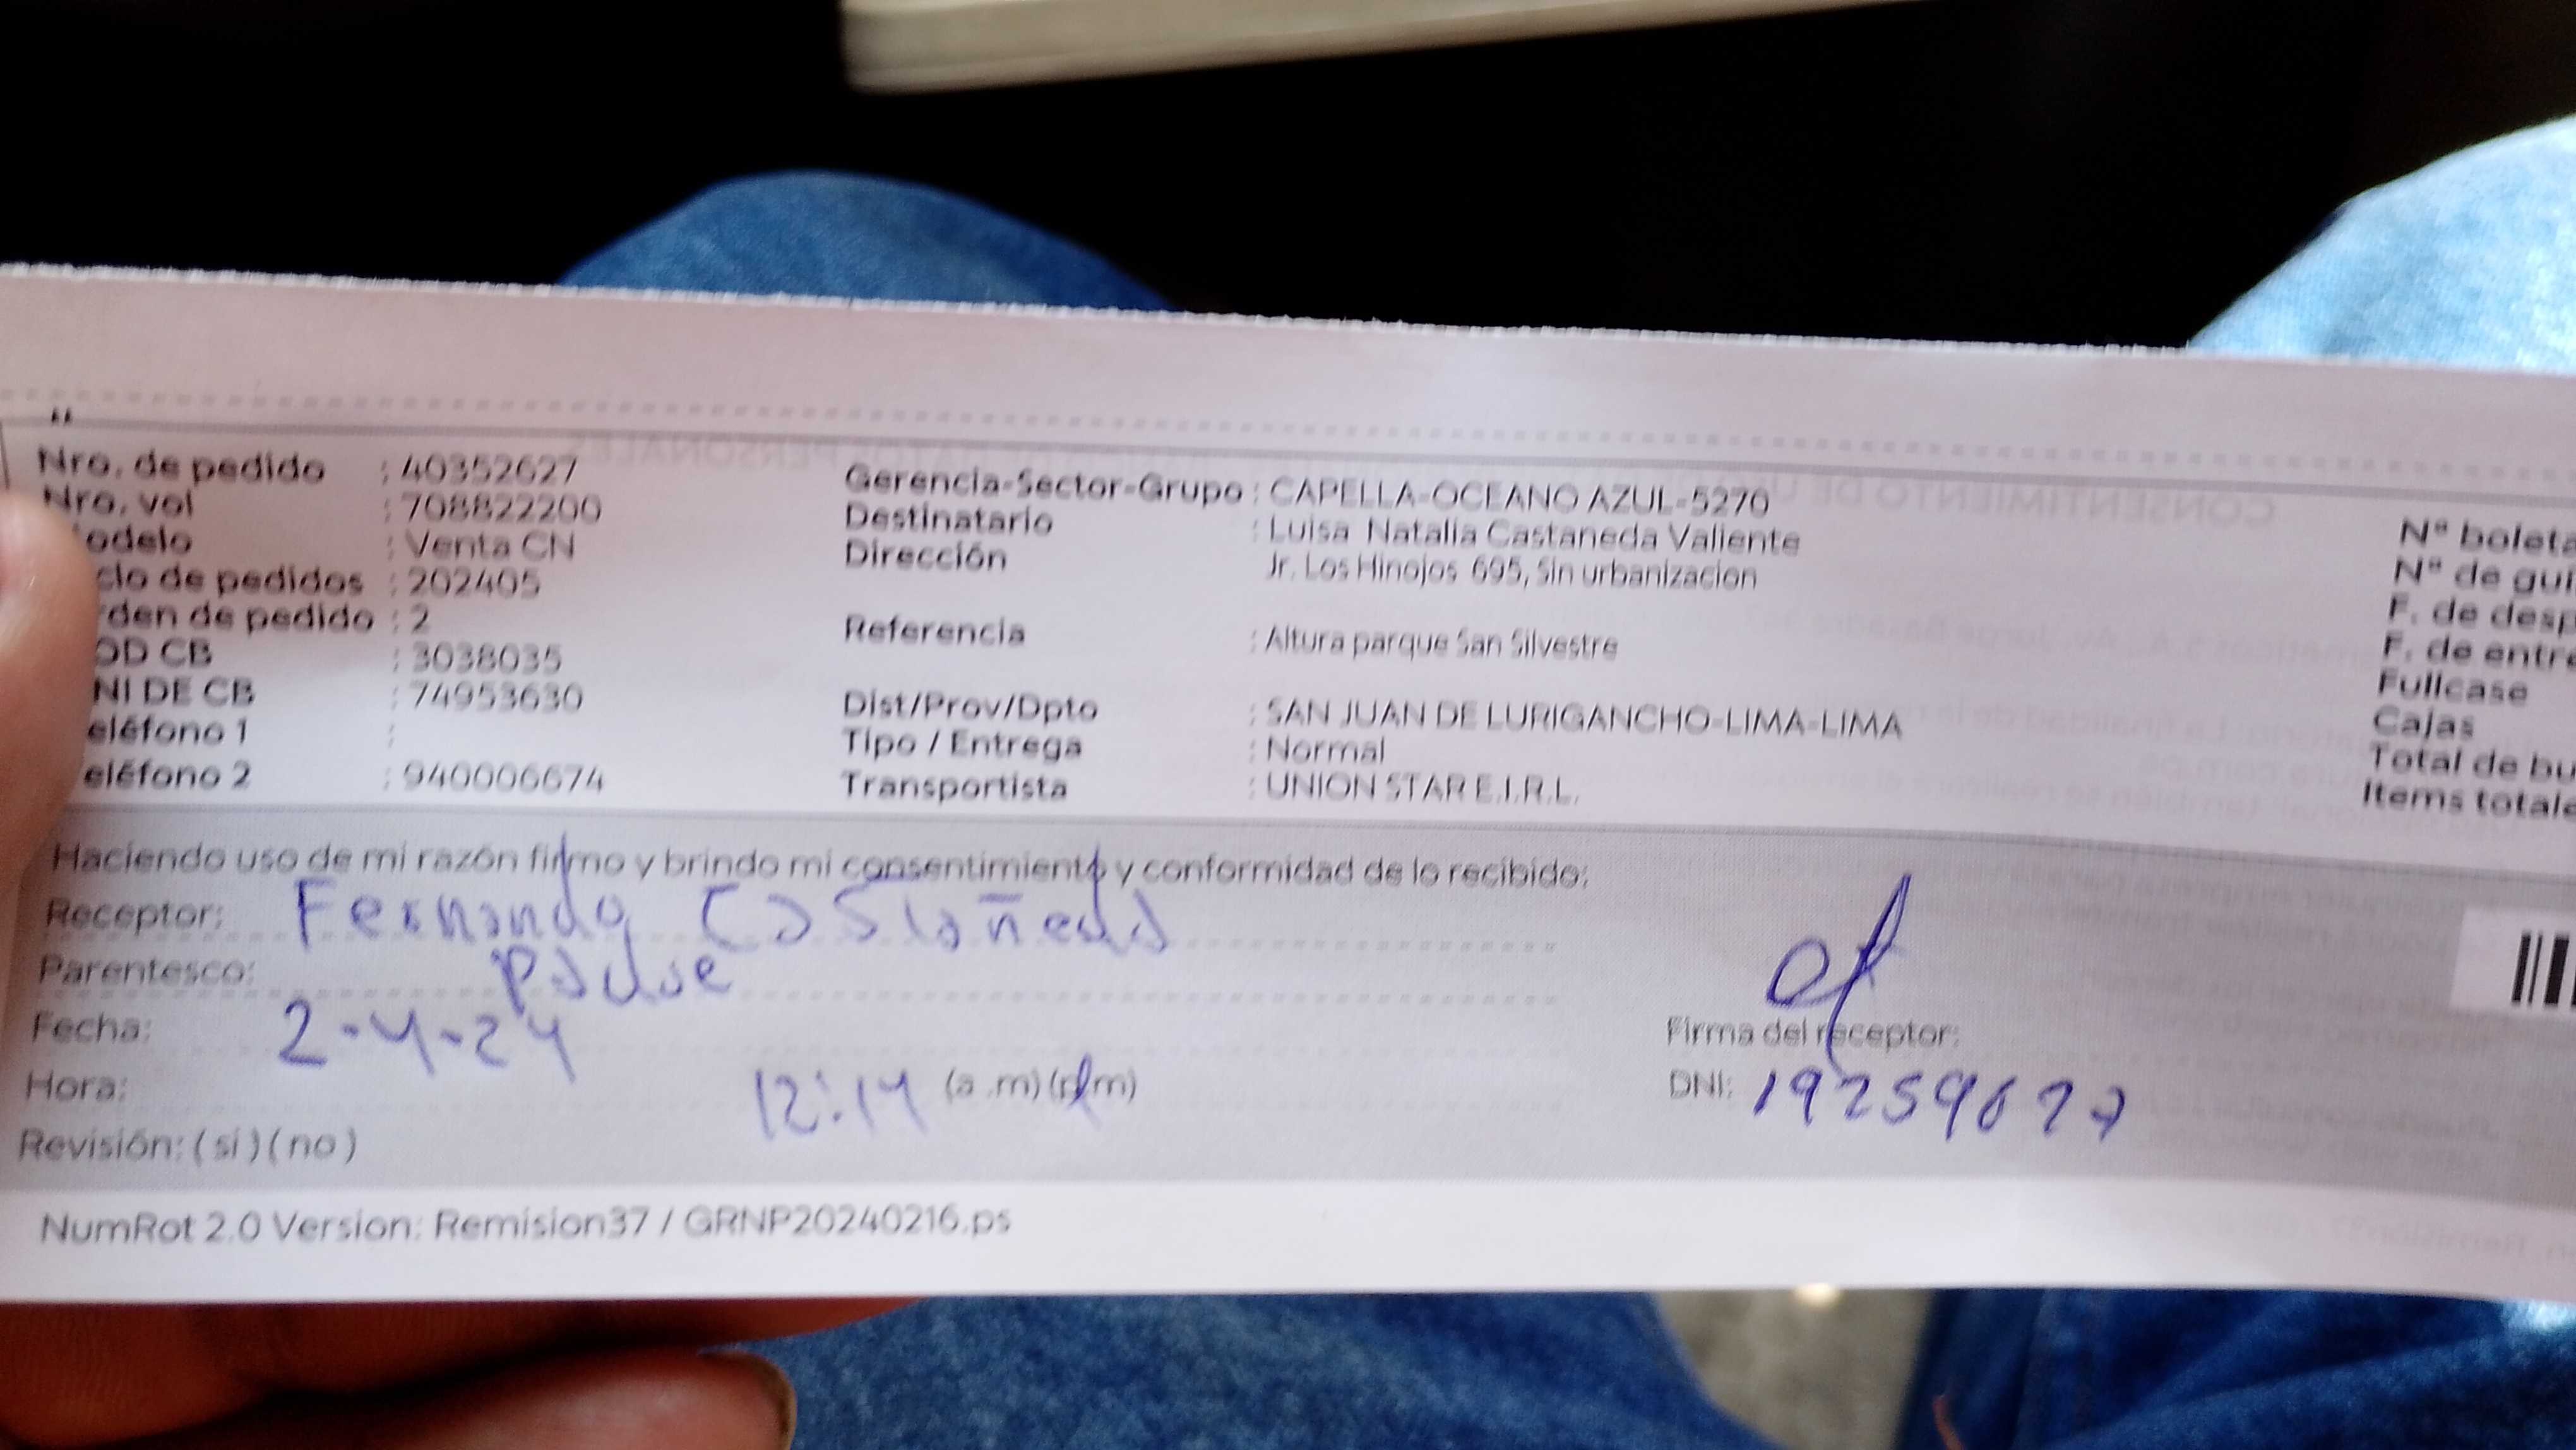 Nro. de pedido : 40352627
Nro. vol : 708822200
odelo : Venta CN
clo de pedidos : 202405
rden de pedido : 2
OD CB : 3038035
NI DE CB : 74953630
eléfono 1 :
eléfono 2 : 940006674
Gerencia-Sector-Grupo : CAPELLA-OCEANO AZUL-5270
Destinatario : Luisa Natalia Castaneda Valiente
Dirección Jr. Los Hinojos 695, Sin urbanizacion
Referencia : Altura parque San Silvestre
Dist/Prov/Dpto : SAN JUAN DE LURIGANCHO-LIMA-LIMA
Tipo / Entrega : Normal
Transportista : UNION STAR E.I.R.L.
N° boleta
N° de guí
F. de desp
F. de entre
Fullcase
Cajas
Total de bu
Items totale
Haciendo uso de mi razón firmo y brindo mi consentimiento y conformidad de lo recibido:
Receptor: Fernando Castañeda
Parentesco: Padre
Fecha: 2-4-24
Hora: 12:14 (a .m) (p.m)
Revisión: ( si ) ( no )
Firma del receptor:
DNI:
NumRot 2.0 Version: Remision37 / GRNP20240216.ps